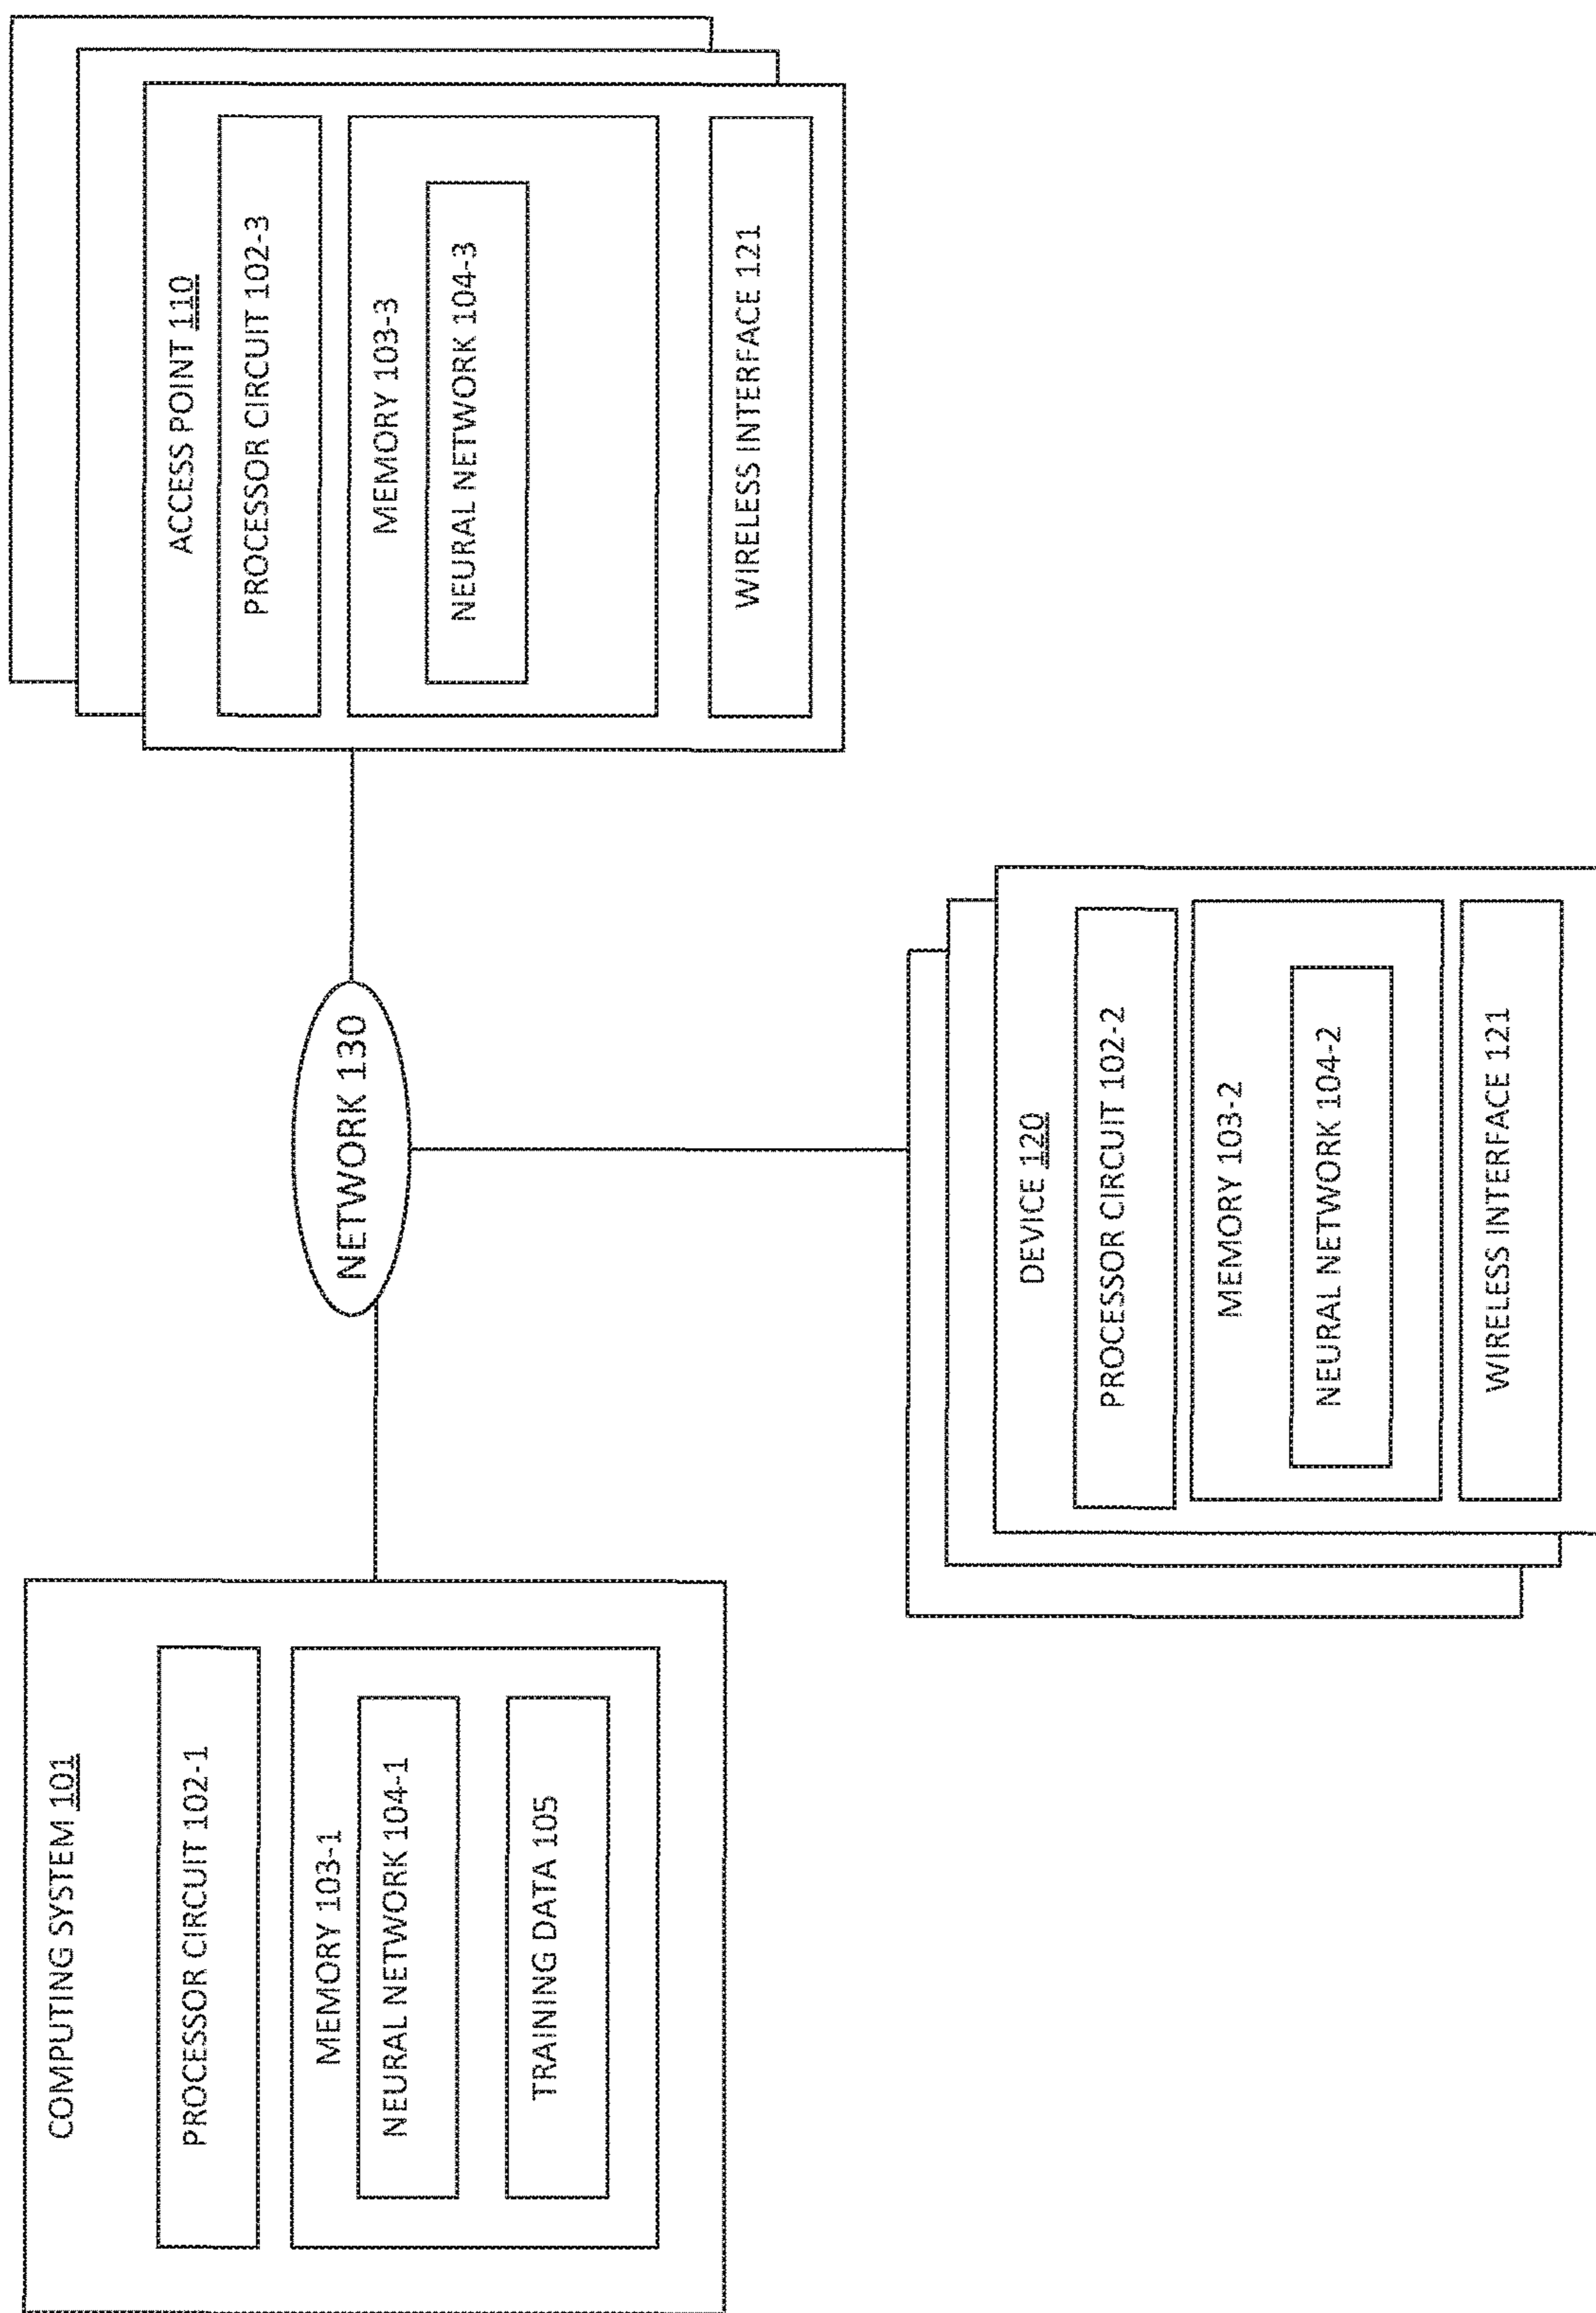 COMPUTING SYSTEM 101
PROCESSOR CIRCUIT 102-1
MEMORY 103-1
NEURAL NETWORK 104-1
TRAINING DATA 105
NETWORK 130
ACCESS POINT 110
PROCESSOR CIRCUIT 102-3
MEMORY 103-3
NEURAL NETWORK 104-3
WIRELESS INTERFACE 121
DEVICE 120
PROCESSOR CIRCUIT 102-2
MEMORY 103-2
NEURAL NETWORK 104-2
WIRELESS INTERFACE 121